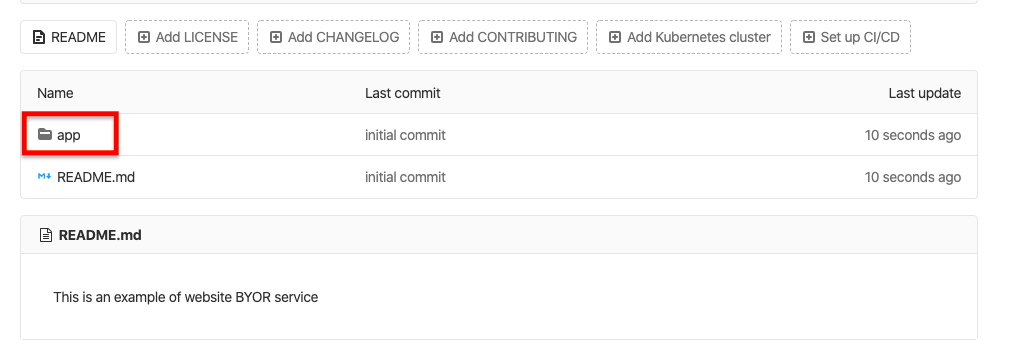 README Add LICENSE Add CHANGELOG Add CONTRIBUTING Add Kubernetes cluster Set up CI/CD
Name Last commit Last update
app initial commit 10 seconds ago
M↓ README.md initial commit 10 seconds ago
README.md
This is an example of website BYOR service